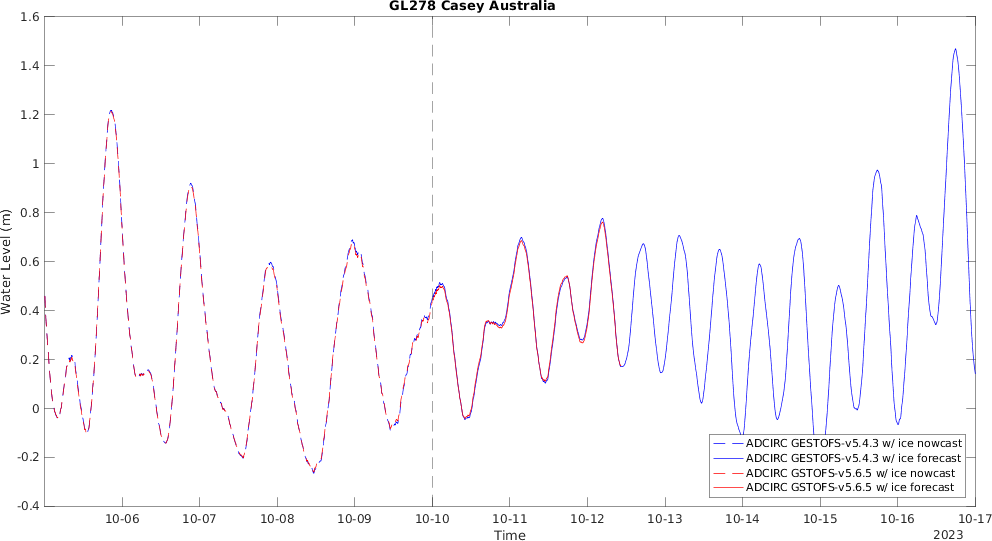 GL278 Casey Australia
1.6
1.4
1.2
1
0.8
0.6
0.4
0.2
0
-0.2
-0.4
Water Level (m)
ADCIRC GESTOFS-v5.4.3 w/ ice nowcast
ADCIRC GESTOFS-v5.4.3 w/ ice forecast
ADCIRC GSTOFS-v5.6.5 w/ ice nowcast
ADCIRC GSTOFS-v5.6.5 w/ ice forecast
10-06 10-07 10-08 10-09 10-10 10-11 10-12 10-13 10-14 10-15 10-16 10-17
Time
2023